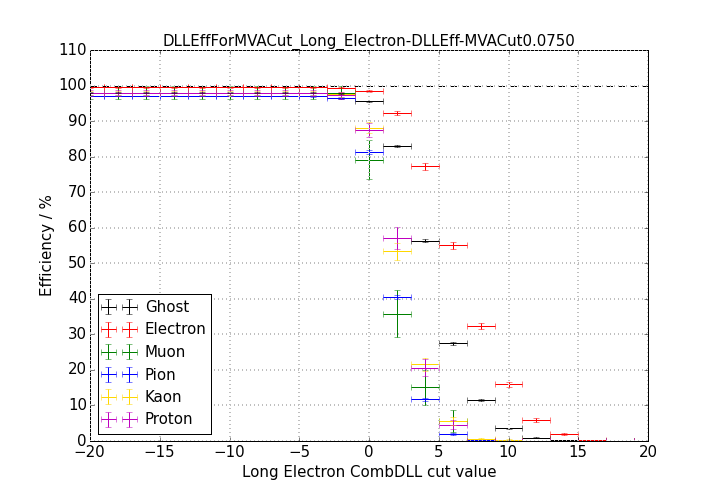 DLLEffForMVACut_Long_Electron-DLLEff-MVACut0.0750
110
100
90
80
70
60
50
40
30
20
10
0
Efficiency / %
Ghost
Electron
Muon
Pion
Kaon
Proton
−20 −15 −10 −5 0 5 10 15 20
Long Electron CombDLL cut value